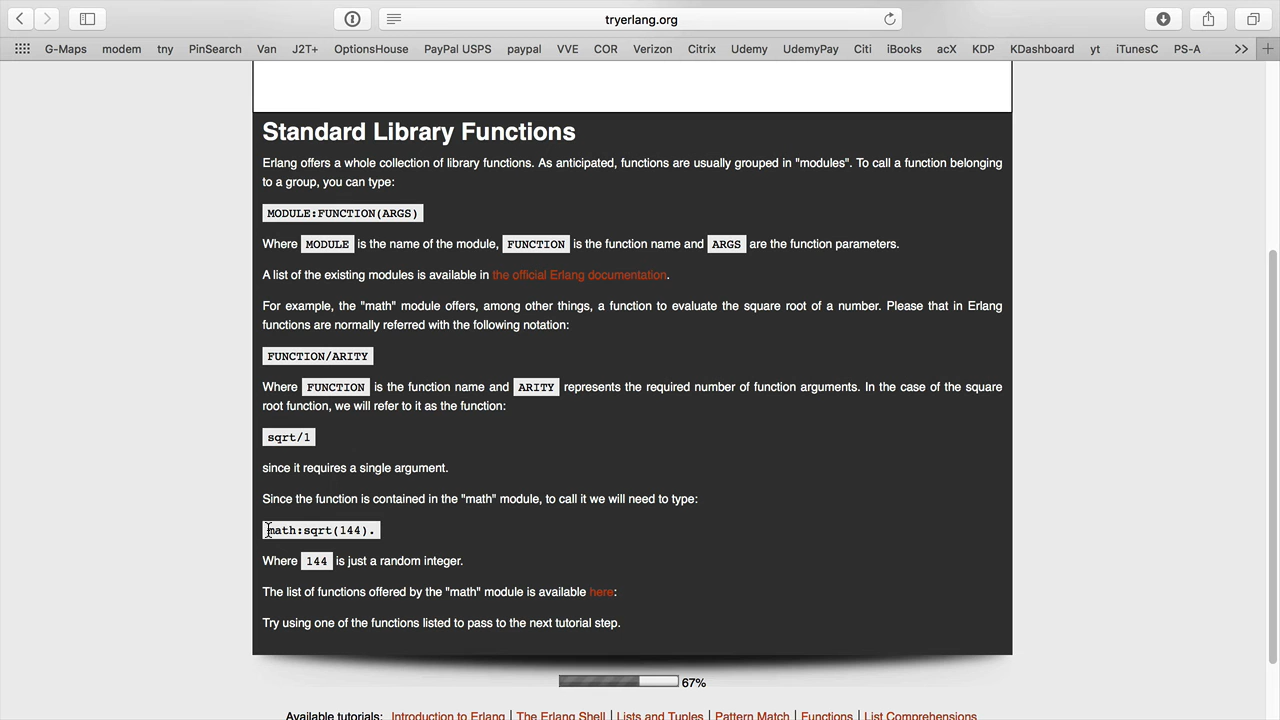 tryerlang.org
G-Maps modem tny PinSearch Van J2T+ OptionsHouse PayPal USPS paypal VVE COR Verizon Citrix Udemy UdemyPay Citi iBooks acX KDP KDashboard yt iTunesC PS-A >> +
Standard Library Functions
Erlang offers a whole collection of library functions. As anticipated, functions are usually grouped in "modules". To call a function belonging
to a group, you can type:
MODULE:FUNCTION(ARGS)
Where MODULE is the name of the module, FUNCTION is the function name and ARGS are the function parameters.
A list of the existing modules is available in the official Erlang documentation.
For example, the "math" module offers, among other things, a function to evaluate the square root of a number. Please that in Erlang
functions are normally referred with the following notation:
FUNCTION/ARITY
Where FUNCTION is the function name and ARITY represents the required number of function arguments. In the case of the square
root function, we will refer to it as the function:
sqrt/1
since it requires a single argument.
Since the function is contained in the "math" module, to call it we will need to type:
math:sqrt(144).
Where 144 is just a random integer.
The list of functions offered by the "math" module is available here:
Try using one of the functions listed to pass to the next tutorial step.
67%
Available tutorials: Introduction to Erlang | The Erlang Shell | Lists and Tuples | Pattern Match | Functions | List Comprehensions